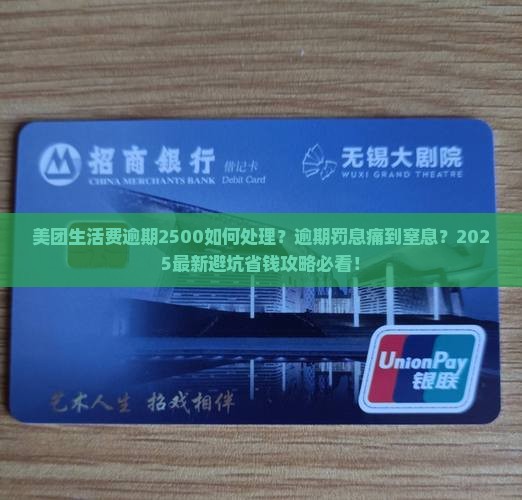 招商银行 借记卡 无锡大剧院
CHINA MERCHANTS BANK Debit Card WUXI GRAND THEATRE
美团生活费逾期2500如何处理？逾期罚息痛到窒息？202
5最新避坑省钱攻略必看！
UnionPay
银联
艺术人生 招戏相伴